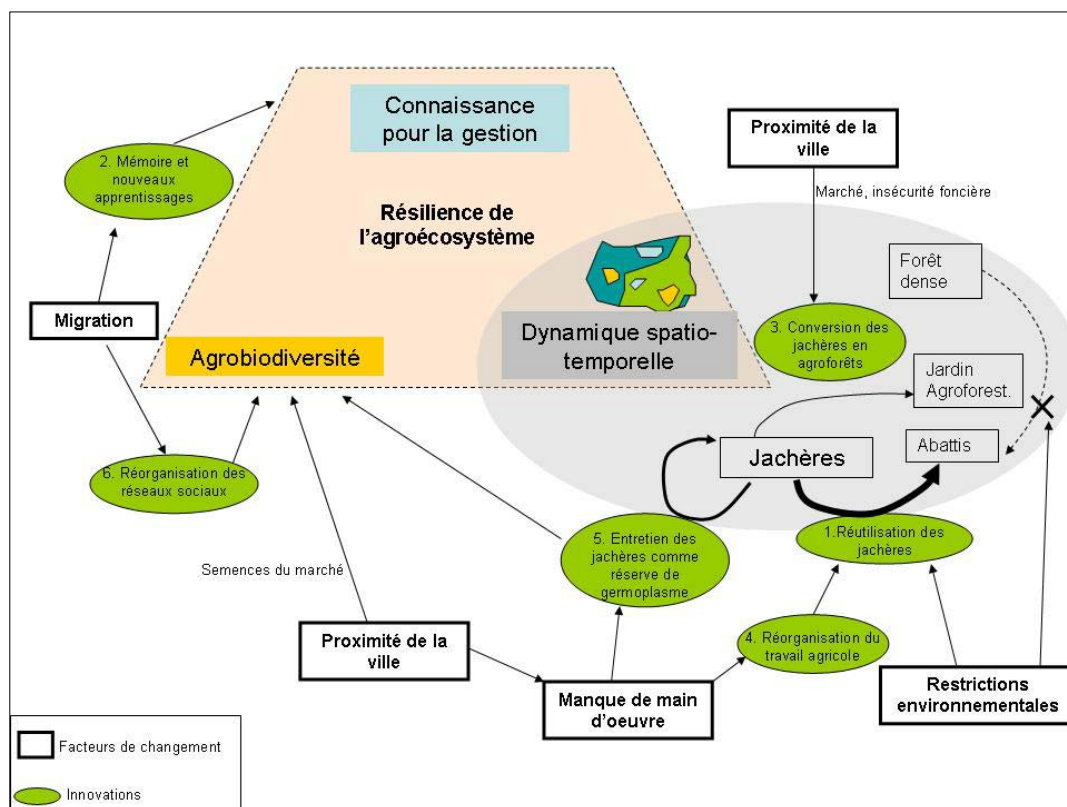 Connaissance
pour la gestion
Proximité de la
ville
2. Mémoire et
nouveaux
apprentissages
Marché, insécurité foncière
Résilience de
l'agroécosystème
Forêt
dense
Migration
3. Conversion des
jachères en
agroforêts
Dynamique spatio-
temporelle
Agrobiodiversité
Jardin
Agroforest.
Jachères
Abattis
6. Réorganisation des
réseaux sociaux
5. Entretien des
jachères comme
réserve de
germoplasme
1.Réutilisation des
jachères
Semences du marché
Proximité de la
ville
4. Réorganisation du
travail agricole
Manque de main
d'oeuvre
Restrictions
environmentales
Facteurs de changement
Innovations